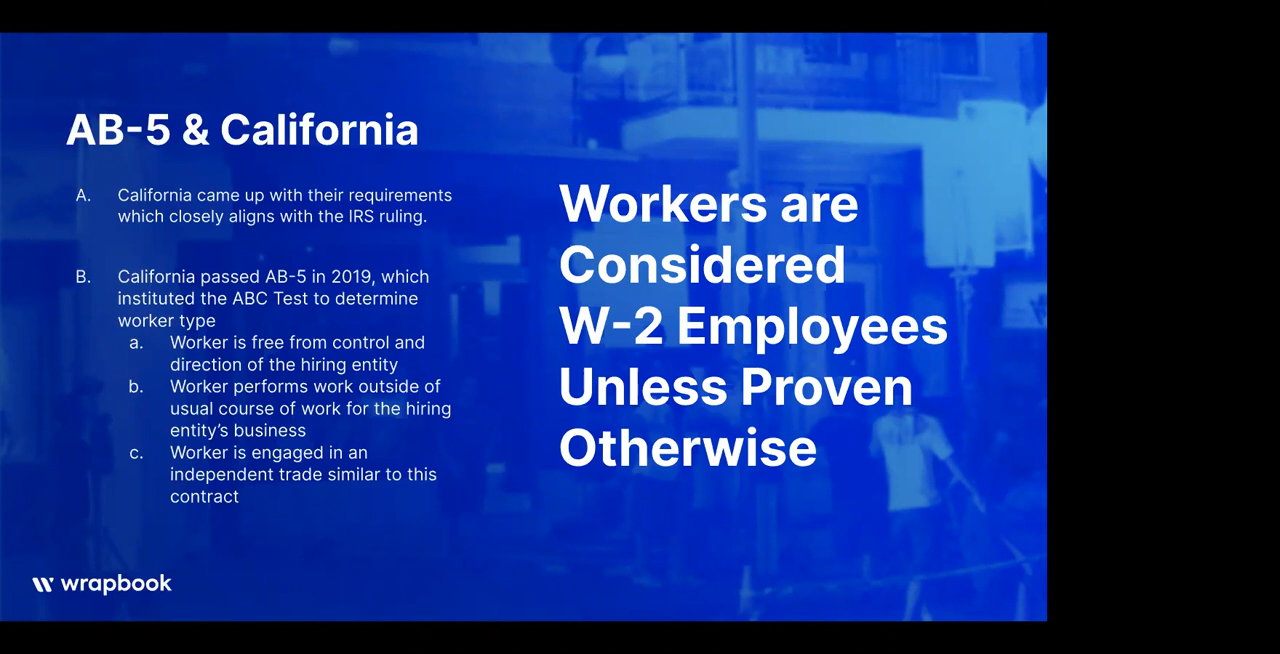 AB-5 & California
A. California came up with their requirements
which closely aligns with the IRS ruling.
B. California passed AB-5 in 2019, which
instituted the ABC Test to determine
worker type
a. Worker is free from control and
direction of the hiring entity
b. Worker performs work outside of
usual course of work for the hiring
entity’s business
c. Worker is engaged in an
independent trade similar to this
contract
Workers are
Considered
W-2 Employees
Unless Proven
Otherwise
wrapbook